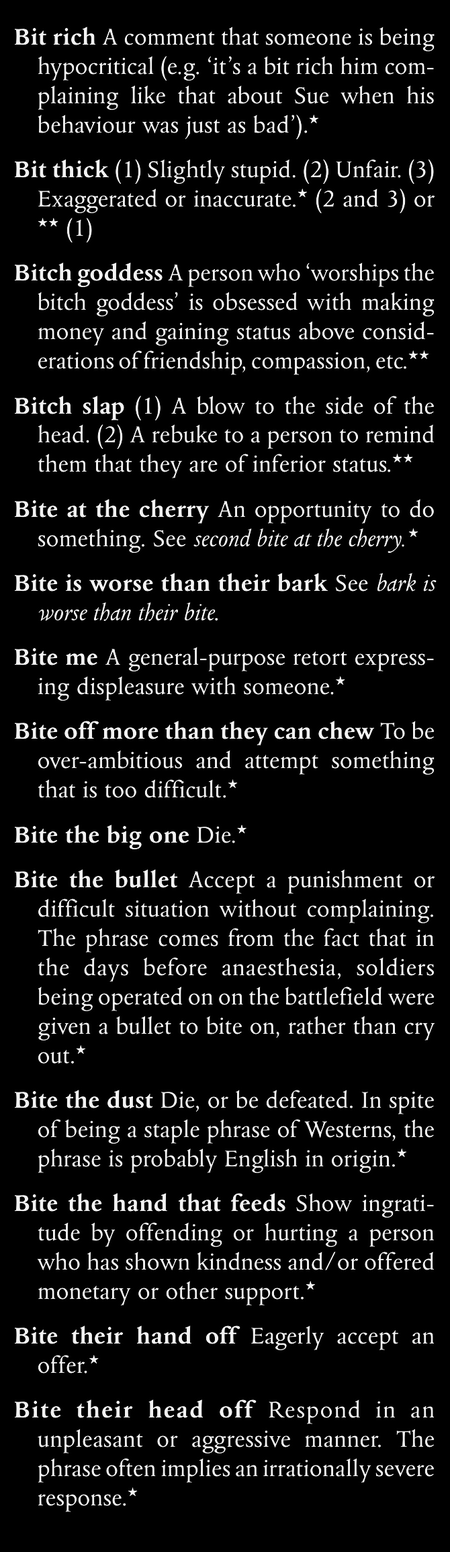 Bit rich A comment that someone is being
hypocritical (e.g. ‘it’s a bit rich him com-
plaining like that about Sue when his
behaviour was just as bad’).★
Bit thick (1) Slightly stupid. (2) Unfair. (3)
Exaggerated or inaccurate.★ (2 and 3) or
★★ (1)
Bitch goddess A person who ‘worships the
bitch goddess’ is obsessed with making
money and gaining status above consid-
erations of friendship, compassion, etc.★★
Bitch slap (1) A blow to the side of the
head. (2) A rebuke to a person to remind
them that they are of inferior status.★★
Bite at the cherry An opportunity to do
something. See second bite at the cherry.★
Bite is worse than their bark See bark is
worse than their bite.
Bite me A general-purpose retort express-
ing displeasure with someone.★
Bite off more than they can chew To be
over-ambitious and attempt something
that is too difficult.★
Bite the big one Die.★
Bite the bullet Accept a punishment or
difficult situation without complaining.
The phrase comes from the fact that in
the days before anaesthesia, soldiers
being operated on on the battlefield were
given a bullet to bite on, rather than cry
out.★
Bite the dust Die, or be defeated. In spite
of being a staple phrase of Westerns, the
phrase is probably English in origin.★
Bite the hand that feeds Show ingrati-
tude by offending or hurting a person
who has shown kindness and/or offered
monetary or other support.★
Bite their hand off Eagerly accept an
offer.★
Bite their head off Respond in an
unpleasant or aggressive manner. The
phrase often implies an irrationally severe
response.★